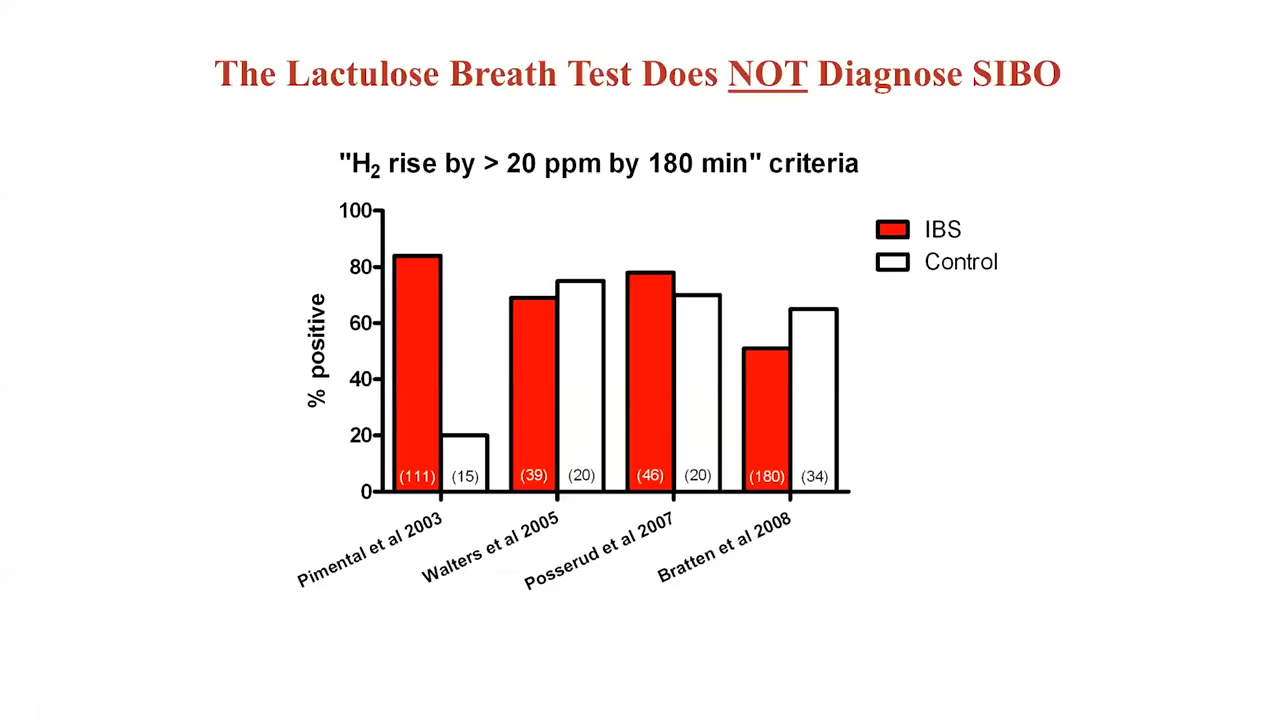 The Lactulose Breath Test Does NOT Diagnose SIBO
"H₂ rise by > 20 ppm by 180 min" criteria
% positive
100
80
60
40
20
0
(111)
(15)
(39)
(20)
(46)
(20)
(180)
(34)
Pimental et al 2003
Walters et al 2005
Posserud et al 2007
Bratten et al 2008
IBS
Control